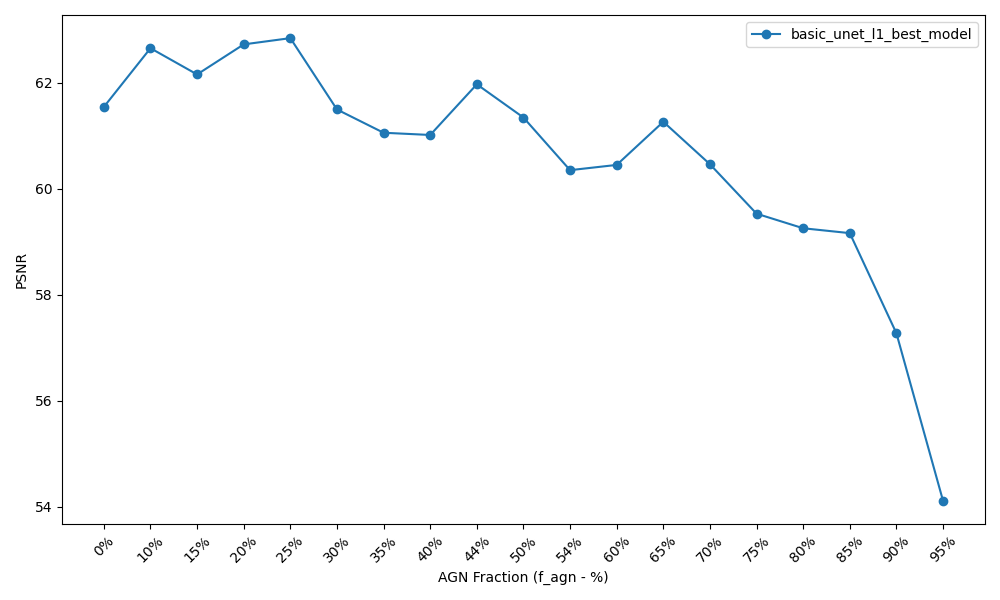 basic_unet_l1_best_model
PSNR
62
60
58
56
54
0% 10% 15% 20% 25% 30% 35% 40% 44% 50% 54% 60% 65% 70% 75% 80% 85% 90% 95%
AGN Fraction (f_agn - %)